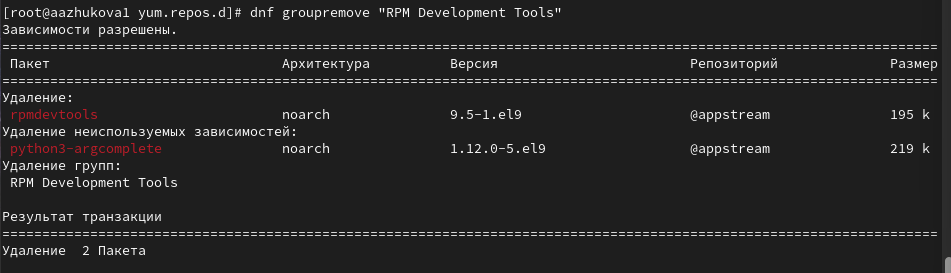 [root@aazhukova1 yum.repos.d]# dnf groupremove "RPM Development Tools"
Зависимости разрешены.
================================================================================
Пакет Архитектура Версия Репозиторий Размер
================================================================================
Удаление:
rpmdevtools noarch 9.5-1.el9 @appstream 195 k
Удаление неиспользуемых зависимостей:
python3-argcomplete noarch 1.12.0-5.el9 @appstream 219 k
Удаление групп:
RPM Development Tools
Результат транзакции
================================================================================
Удаление 2 Пакета